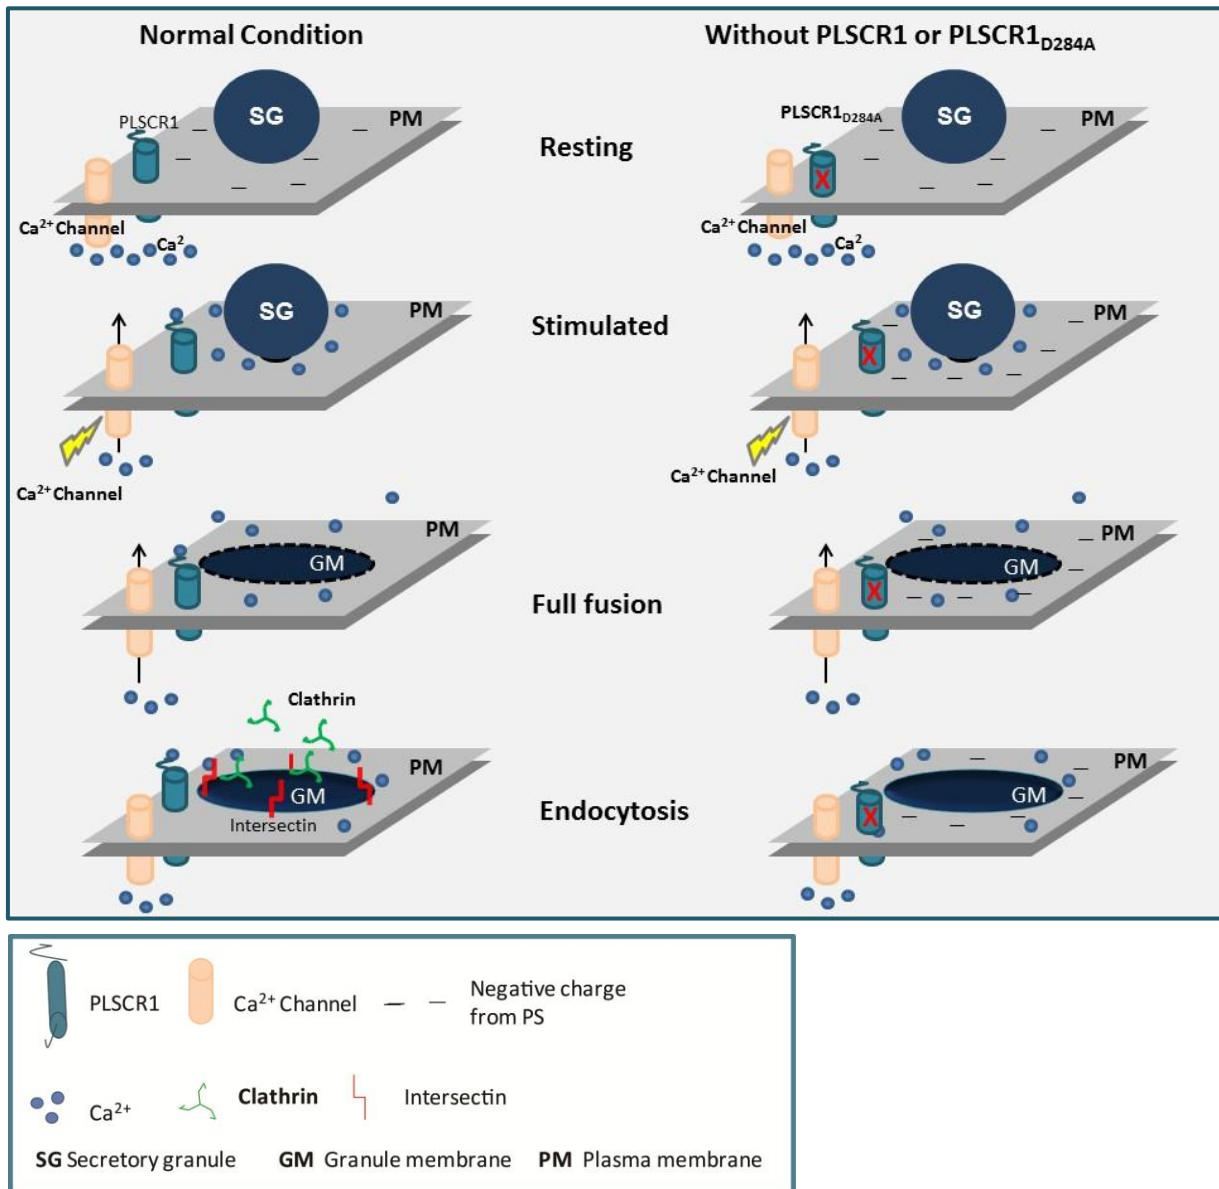 Normal Condition
Without PLSCR1 or PLSCR1D284A
PLSCR1
SG
PM
Resting
PLSCR1D284A
SG
PM
Ca2+ Channel
Ca2
Ca2+ Channel
Ca2
SG
PM
Stimulated
SG
PM
Ca2+ Channel
Ca2+ Channel
GM
PM
Full fusion
X
GM
PM
Clathrin
GM
PM
Intersectin
Endocytosis
X
GM
PM
PLSCR1
Ca2+ Channel
Negative charge
from PS
Ca2+
Clathrin
Intersectin
SG Secretory granule
GM Granule membrane
PM Plasma membrane